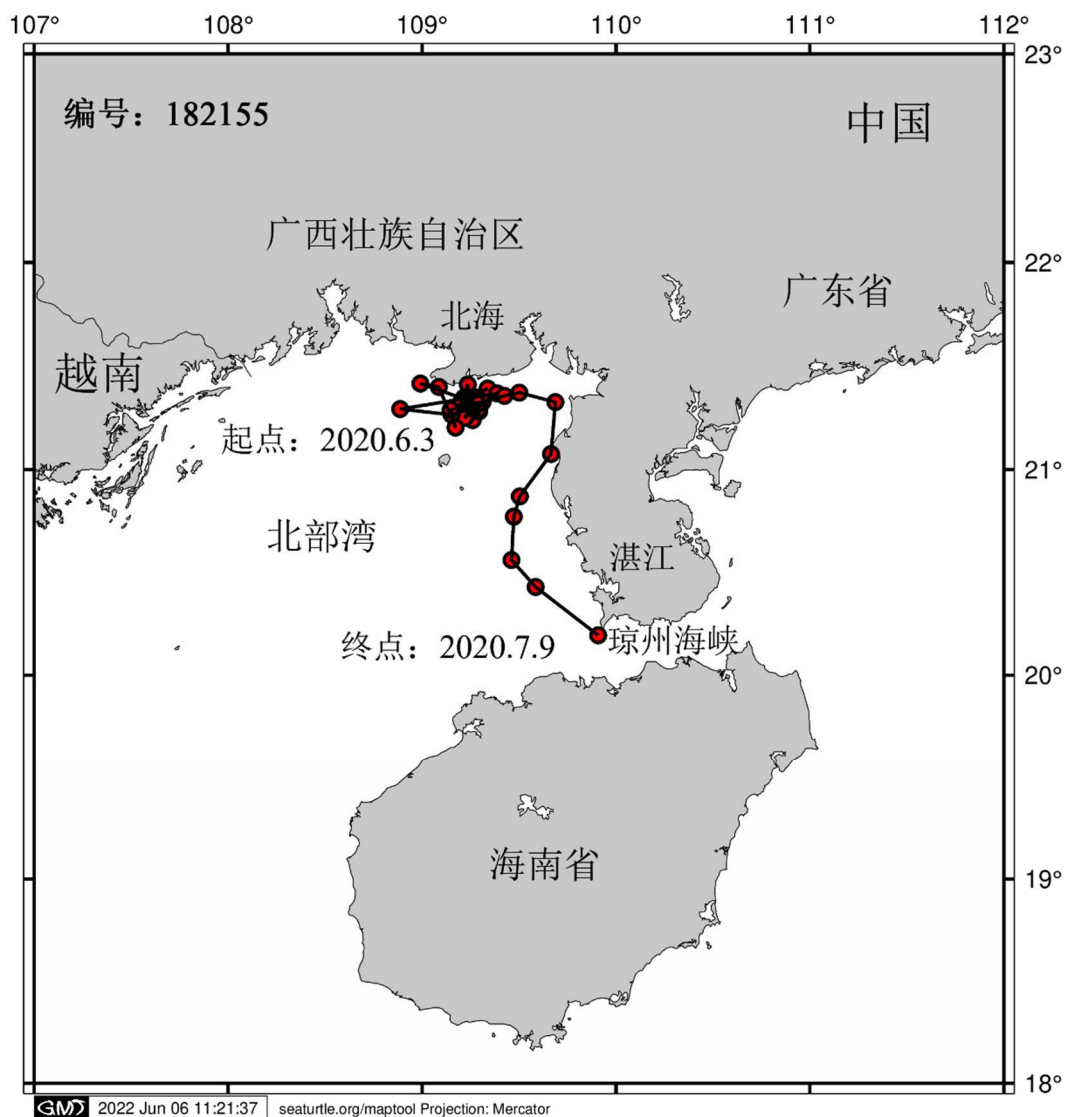 107° 108° 109° 110° 111° 112°
23°
编号：182155
中国
广西壮族自治区
22°
广东省
北海
越南
起点：2020.6.3
21°
北部湾
湛江
终点：2020.7.9
琼州海峡
20°
海南省
19°
18°
GMT 2022 Jun 06 11:21:37 seaturtle.org/maptool Projection: Mercator